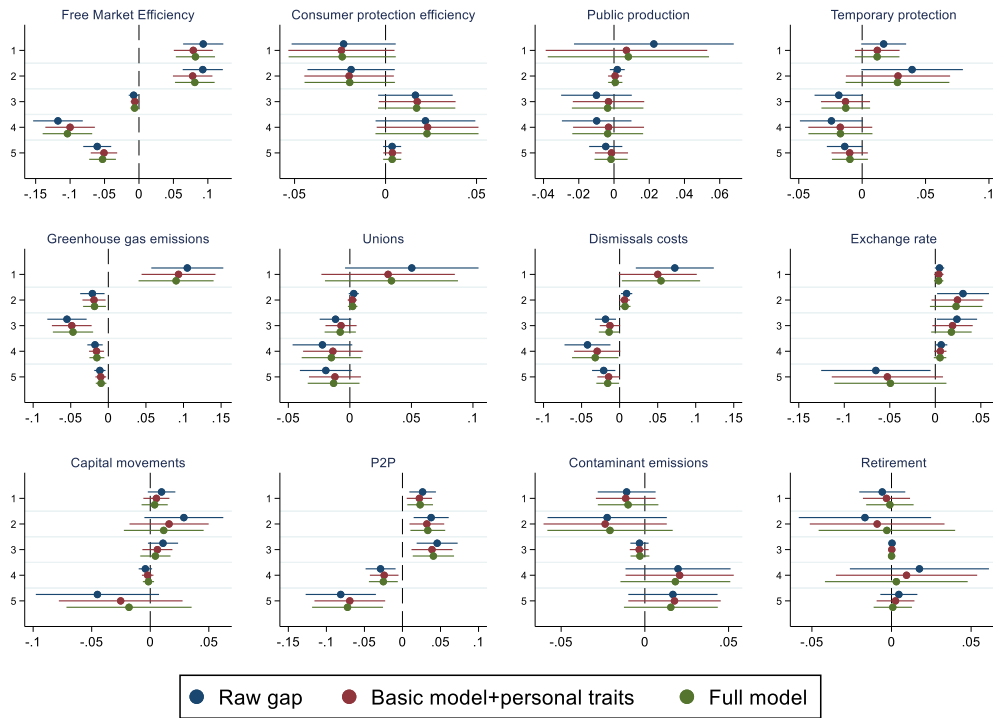 Free Market Efficiency
Consumer protection efficiency
Public production
Temporary protection
1
2
3
4
5
-.15 -.1 -.05 0 .05 .1
1
2
3
4
5
-.05 0 .05
1
2
3
4
5
-.04 -.02 0 .02 .04 .06
1
2
3
4
5
-.05 0 .05 .1
Greenhouse gas emissions
Unions
Dismissals costs
Exchange rate
1
2
3
4
5
-.1 -.05 0 .05 .1 .15
1
2
3
4
5
-.05 0 .05 .1
1
2
3
4
5
-.1 -.05 0 .05 .1 .15
1
2
3
4
5
-.15 -.1 -.05 0 .05
Capital movements
P2P
Contaminant emissions
Retirement
1
2
3
4
5
-.1 -.05 0 .05
1
2
3
4
5
-.15 -.1 -.05 0 .05 .1
1
2
3
4
5
-.05 0 .05
1
2
3
4
5
-.05 0 .05
Raw gap Basic model+personal traits Full model